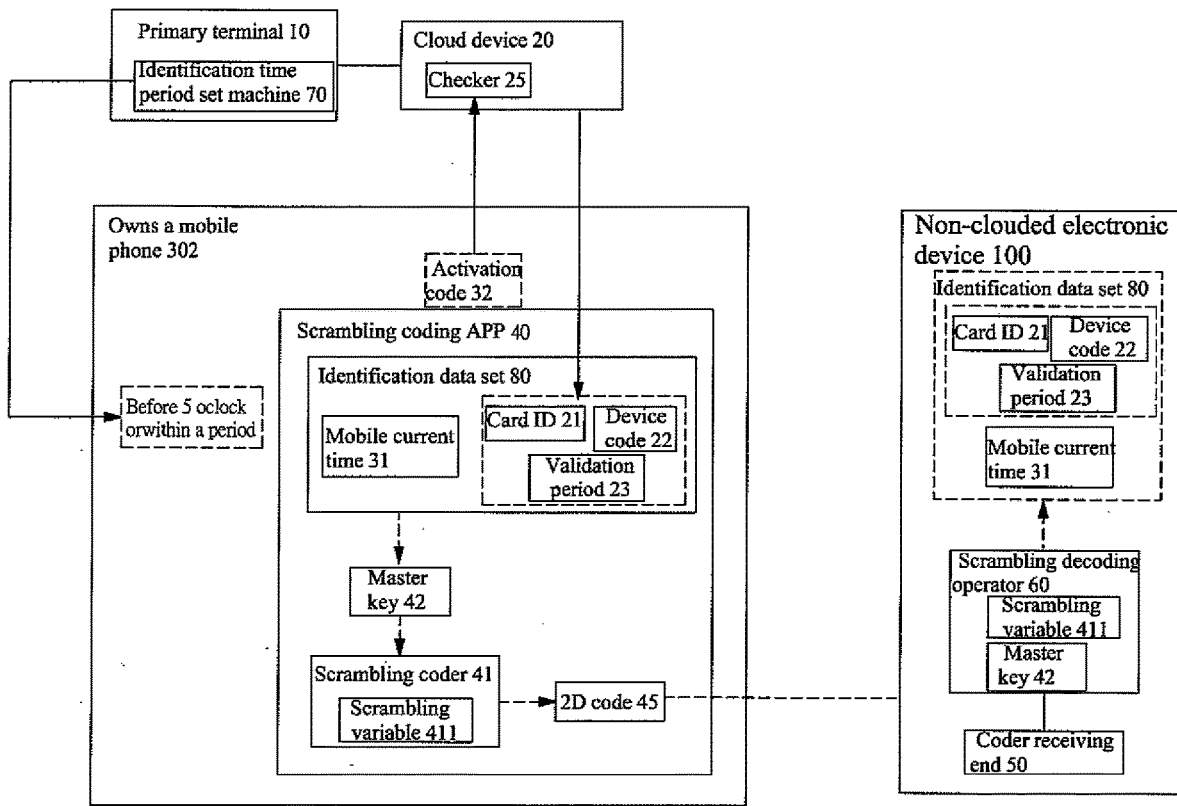 Primary terminal 10
Identification time
period set machine 70
Cloud device 20
Checker 25
Owns a mobile
phone 302
Activation
code 32
Scrambling coding APP 40
Identification data set 80
Mobile current
time 31
Card ID 21
Device
code 22
Validation
period 23
Before 5 oclock
orwithin a period
Master
key 42
Scrambling coder 41
Scrambling
variable 411
2D code 45
Non-clouded electronic
device 100
Identification data set 80
Card ID 21
Device
code 22
Validation
period 23
Mobile current
time 31
Scrambling decoding
operator 60
Scrambling
variable 411
Master
key 42
Coder receiving
end 50